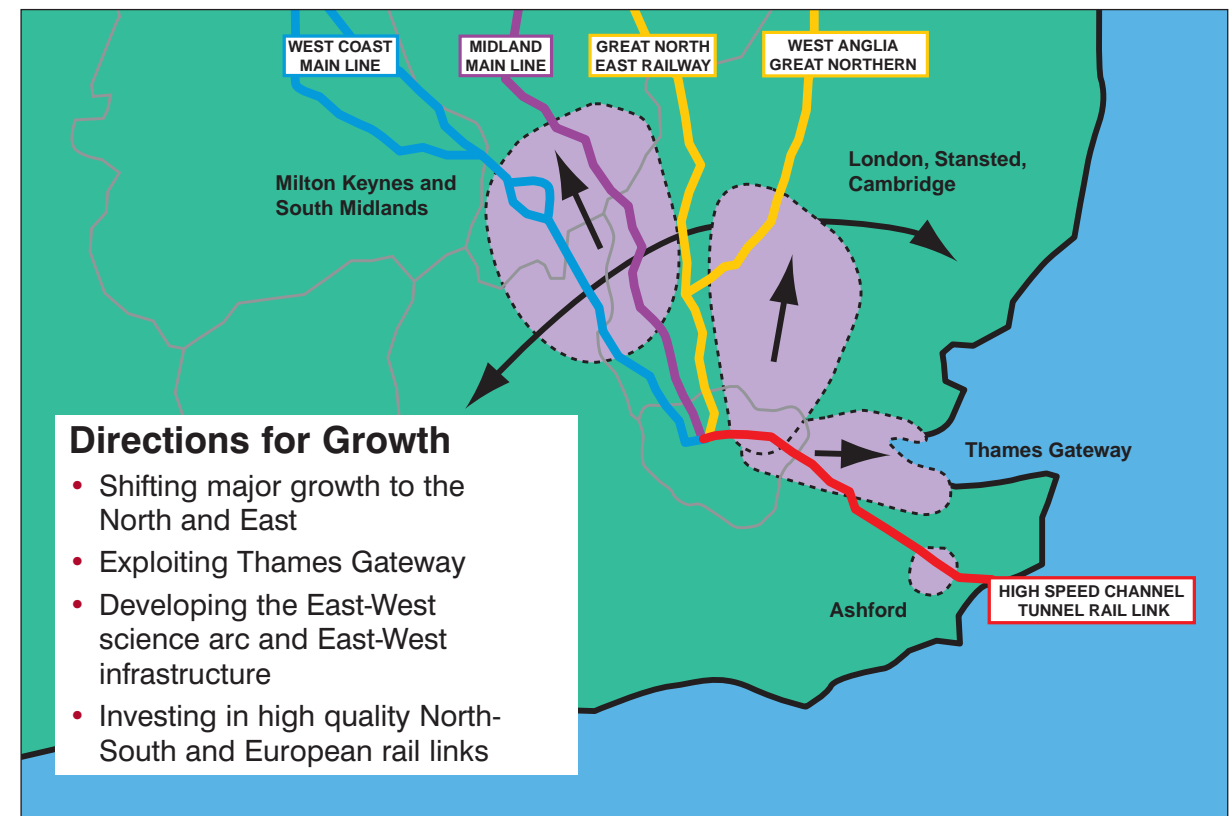 WEST COAST
MAIN LINE
MIDLAND
MAIN LINE
GREAT NORTH
EAST RAILWAY
WEST ANGLIA
GREAT NORTHERN
London, Stansted,
Cambridge
Milton Keynes and
South Midlands
Directions for Growth
• Shifting major growth to the
North and East
• Exploiting Thames Gateway
• Developing the East-West
science arc and East-West
infrastructure
• Investing in high quality North-
South and European rail links
Thames Gateway
Ashford
HIGH SPEED CHANNEL
TUNNEL RAIL LINK